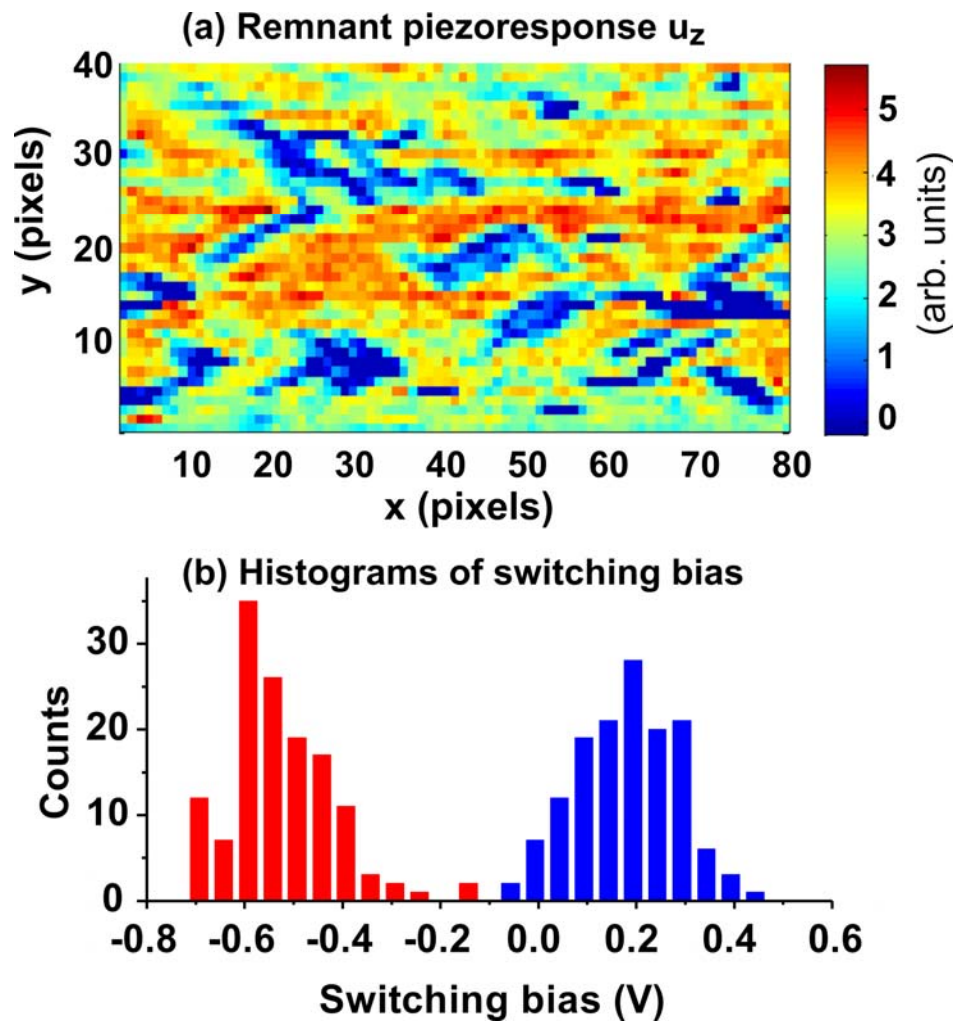 (a) Remnant piezoresponse uz
40
30
20
10
y (pixels)
10 20 30 40 50 60 70 80
x (pixels)
5
4
3
2
1
0
(arb. units)
(b) Histograms of switching bias
30
20
10
0
Counts
-0.8 -0.6 -0.4 -0.2 0.0 0.2 0.4 0.6
Switching bias (V)